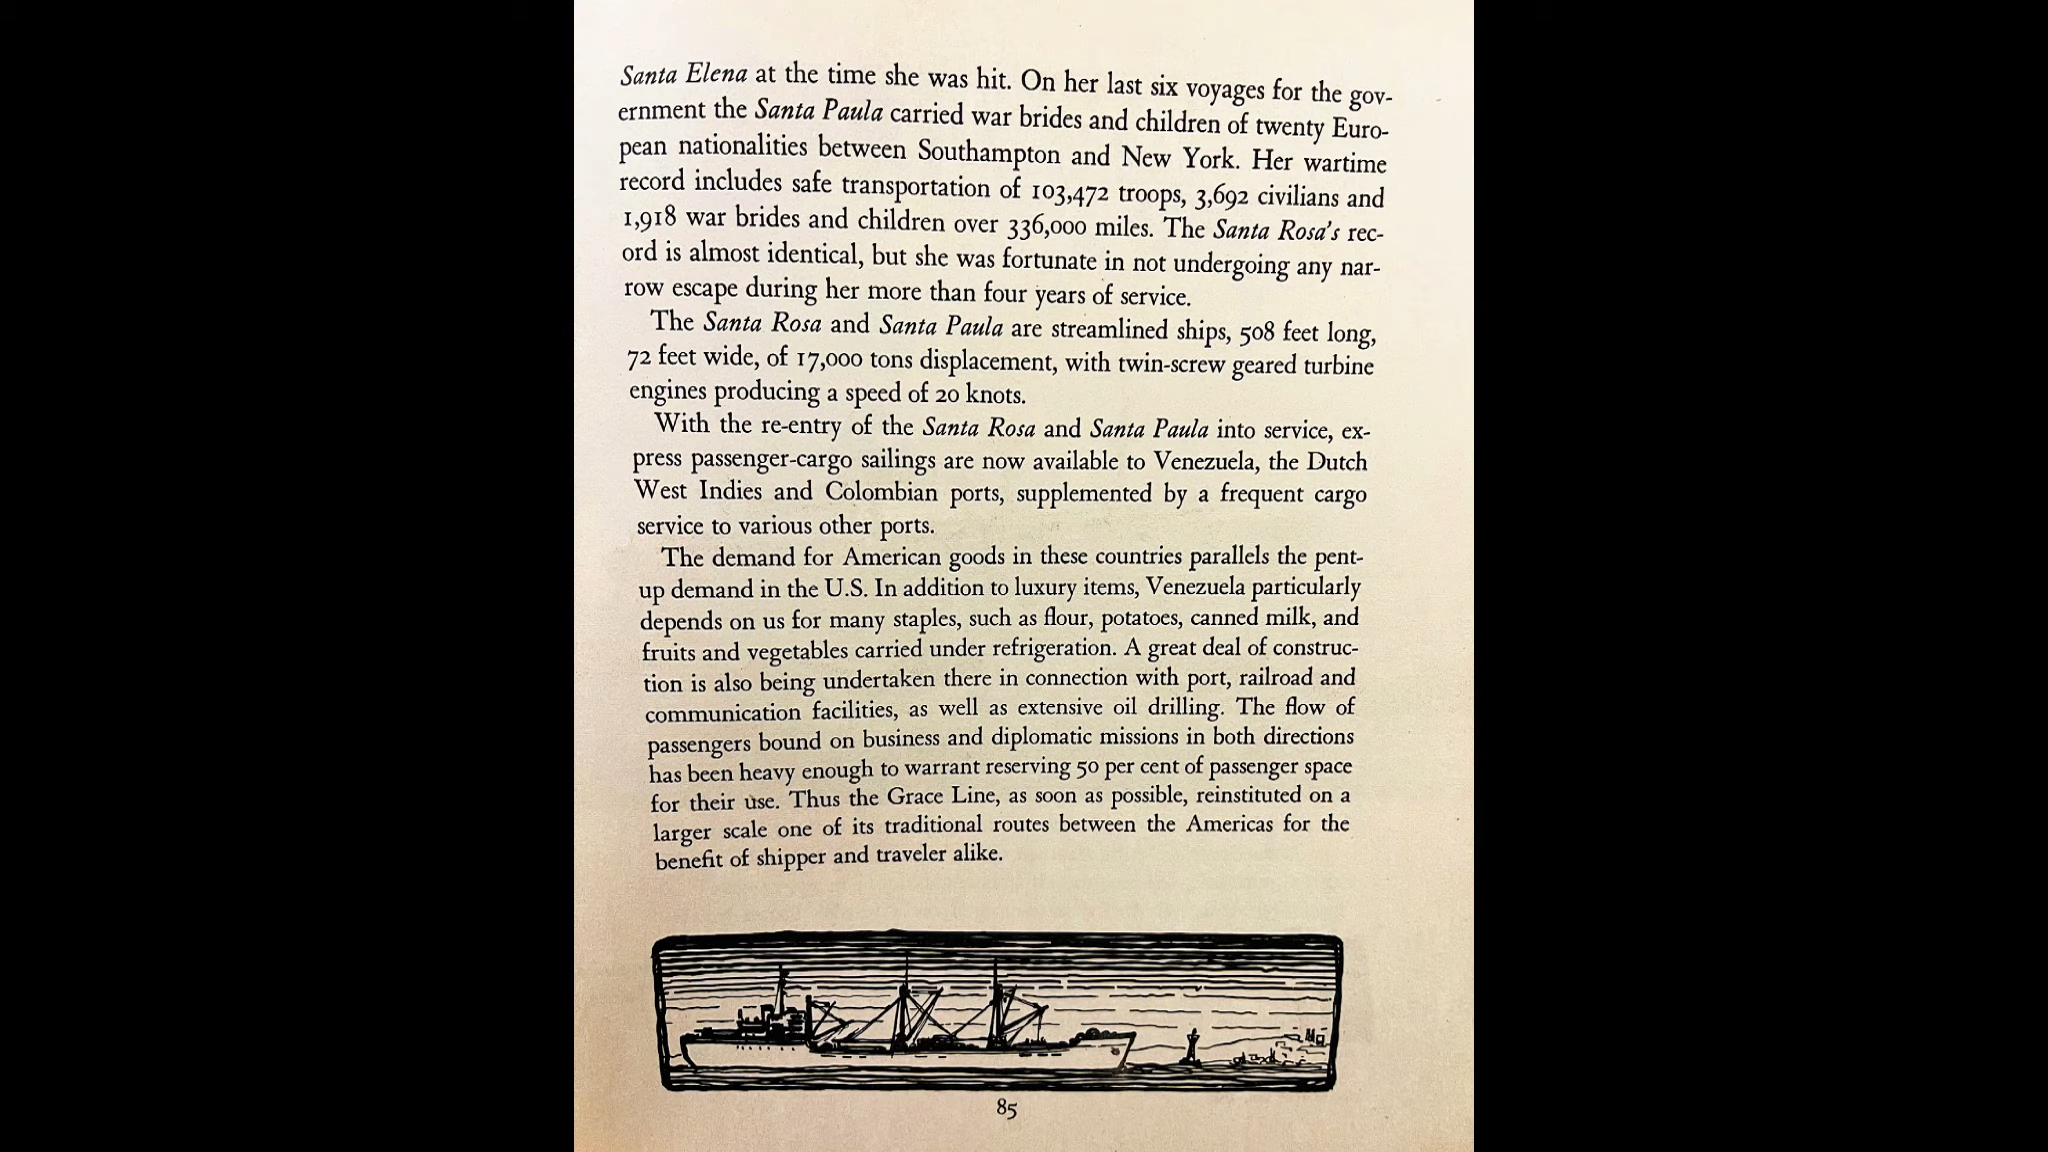 Santa Elena at the time she was hit. On her last six voyages for the gov-
ernment the Santa Paula carried war brides and children of twenty Euro-
pean nationalities between Southampton and New York. Her wartime
record includes safe transportation of 103,472 troops, 3,692 civilians and
1,918 war brides and children over 336,000 miles. The Santa Rosa's rec-
ord is almost identical, but she was fortunate in not undergoing any nar-
row escape during her more than four years of service.
The Santa Rosa and Santa Paula are streamlined ships, 508 feet long,
72 feet wide, of 17,000 tons displacement, with twin-screw geared turbine
engines producing a speed of 20 knots.
With the re-entry of the Santa Rosa and Santa Paula into service, ex-
press passenger-cargo sailings are now available to Venezuela, the Dutch
West Indies and Colombian ports, supplemented by a frequent cargo
service to various other ports.
The demand for American goods in these countries parallels the pent-
up demand in the U.S. In addition to luxury items, Venezuela particularly
depends on us for many staples, such as flour, potatoes, canned milk, and
fruits and vegetables carried under refrigeration. A great deal of construc-
tion is also being undertaken there in connection with port, railroad and
communication facilities, as well as extensive oil drilling. The flow of
passengers bound on business and diplomatic missions in both directions
has been heavy enough to warrant reserving 50 per cent of passenger space
for their use. Thus the Grace Line, as soon as possible, reinstituted on a
larger scale one of its traditional routes between the Americas for the
benefit of shipper and traveler alike.
85